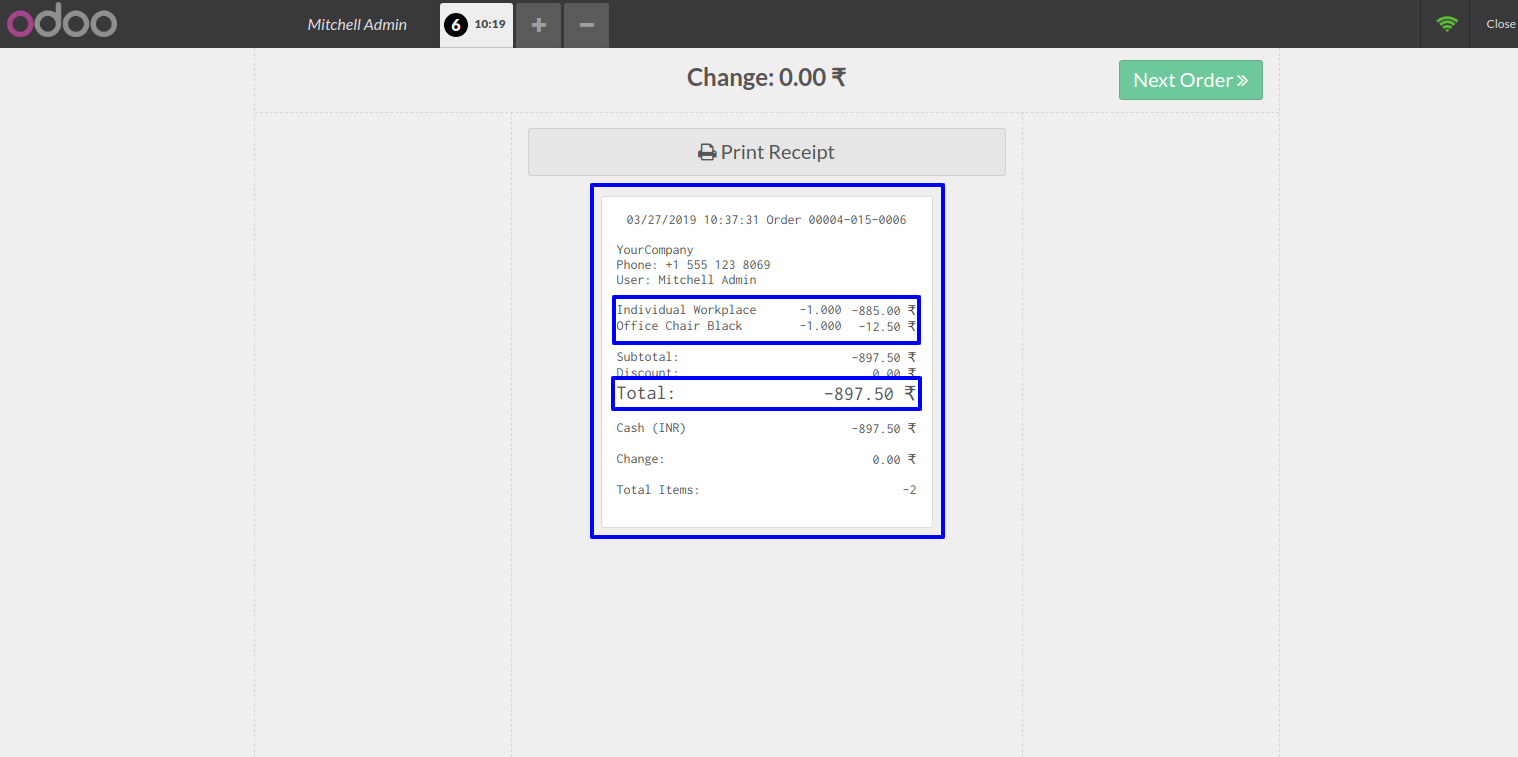 odoo Mitchell Admin 6 10:19 + − Close
Change: 0.00 ₹
Next Order »
Print Receipt
03/27/2019 10:37:31 Order 00004-015-0006
YourCompany
Phone: +1 555 123 8069
User: Mitchell Admin
Individual Workplace -1.000 -885.00 ₹
Office Chair Black -1.000 -12.50 ₹
Subtotal: -897.50 ₹
Discount: 0.00 ₹
Total: -897.50 ₹
Cash (INR) -897.50 ₹
Change: 0.00 ₹
Total Items: -2